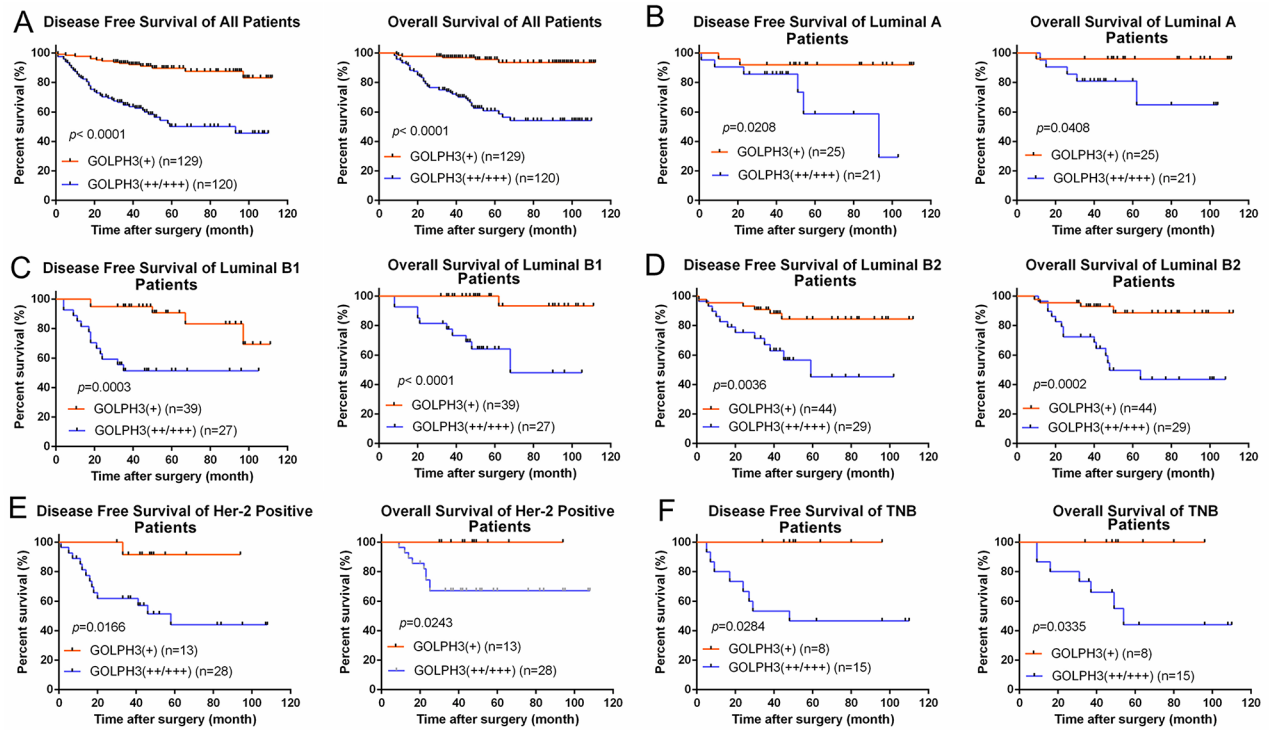 A
Disease Free Survival of All Patients
Percent survival (%)
100
80
60
40
20
0
p< 0.0001
GOLPH3(+) (n=129)
GOLPH3(++/+++) (n=120)
0 20 40 60 80 100 120
Time after surgery (month)
Overall Survival of All Patients
Percent survival (%)
100
80
60
40
20
0
p< 0.0001
GOLPH3(+) (n=129)
GOLPH3(++/+++) (n=120)
0 20 40 60 80 100 120
Time after surgery (month)
B
Disease Free Survival of Luminal A
Patients
Percent survival (%)
100
80
60
40
20
0
p=0.0208
GOLPH3(+) (n=25)
GOLPH3(++/+++) (n=21)
0 20 40 60 80 100 120
Time after surgery (month)
Overall Survival of Luminal A
Patients
Percent survival (%)
100
80
60
40
20
0
p=0.0408
GOLPH3(+) (n=25)
GOLPH3(++/+++) (n=21)
0 20 40 60 80 100 120
Time after surgery (month)
C
Disease Free Survival of Luminal B1
Patients
Percent survival (%)
100
80
60
40
20
0
p=0.0003
GOLPH3(+) (n=39)
GOLPH3(++/+++) (n=27)
0 20 40 60 80 100 120
Time after surgery (month)
Overall Survival of Luminal B1
Patients
Percent survival (%)
100
80
60
40
20
0
p< 0.0001
GOLPH3(+) (n=39)
GOLPH3(++/+++) (n=27)
0 20 40 60 80 100 120
Time after surgery (month)
D
Disease Free Survival of Luminal B2
Patients
Percent survival (%)
100
80
60
40
20
0
p=0.0036
GOLPH3(+) (n=44)
GOLPH3(++/+++) (n=29)
0 20 40 60 80 100 120
Time after surgery (month)
Overall Survival of Luminal B2
Patients
Percent survival (%)
100
80
60
40
20
0
p=0.0002
GOLPH3(+) (n=44)
GOLPH3(++/+++) (n=29)
0 20 40 60 80 100 120
Time after surgery (month)
E
Disease Free Survival of Her-2 Positive
Patients
Percent survival (%)
100
80
60
40
20
0
p=0.0166
GOLPH3(+) (n=13)
GOLPH3(++/+++) (n=28)
0 20 40 60 80 100 120
Time after surgery (month)
Overall Survival of Her-2 Positive
Patients
Percent survival (%)
100
80
60
40
20
0
p=0.0243
GOLPH3(+) (n=13)
GOLPH3(++/+++) (n=28)
0 20 40 60 80 100 120
Time after surgery (month)
F
Disease Free Survival of TNB
Patients
Percent survival (%)
100
80
60
40
20
0
p=0.0284
GOLPH3(+) (n=8)
GOLPH3(++/+++) (n=15)
0 20 40 60 80 100 120
Time after surgery (month)
Overall Survival of TNB
Patients
Percent survival (%)
100
80
60
40
20
0
p=0.0335
GOLPH3(+) (n=8)
GOLPH3(++/+++) (n=15)
0 20 40 60 80 100 120
Time after surgery (month)